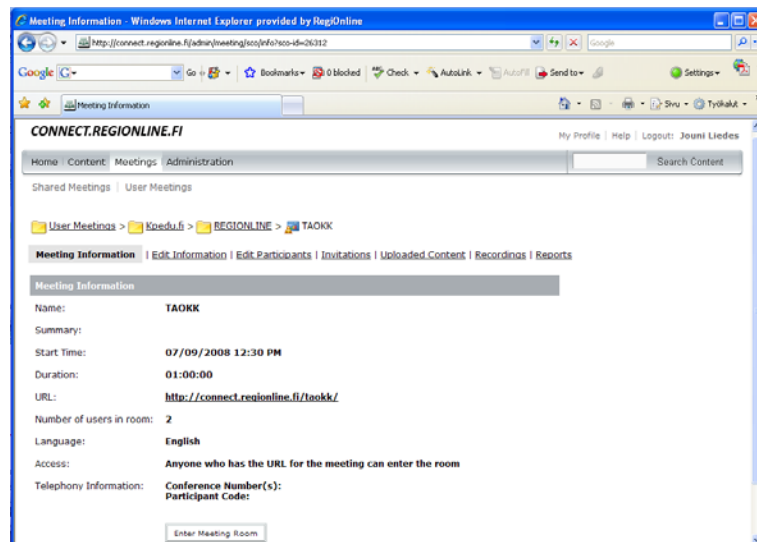 Meeting Information - Windows Internet Explorer provided by RegiOnline
http://connect.regionline.fi/admin/meeting/sco/info?sco-id=26312
Google
Google G Go Bookmarks 0 blocked Check AutoLink AutoFill Send to Settings
Meeting Information Sivu Työkalut
CONNECT.REGIONLINE.FI
My Profile | Help | Logout: Jouni Liedes
Home Content Meetings Administration Search Content
Shared Meetings | User Meetings
User Meetings > Kpedu.fi > REGIONLINE > TAOKK
Meeting Information | Edit Information | Edit Participants | Invitations | Uploaded Content | Recordings | Reports
Meeting Information
Name: TAOKK
Summary:
Start Time: 07/09/2008 12:30 PM
Duration: 01:00:00
URL: http://connect.regionline.fi/taokk/
Number of users in room: 2
Language: English
Access: Anyone who has the URL for the meeting can enter the room
Telephony Information: Conference Number(s):
Participant Code:
Enter Meeting Room